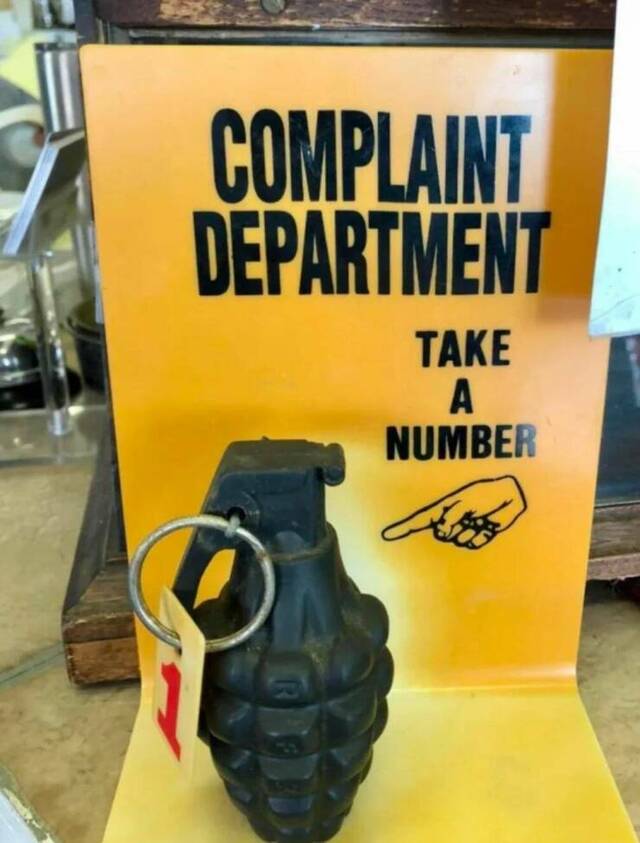 COMPLAINT
DEPARTMENT
TAKE
A
NUMBER
1